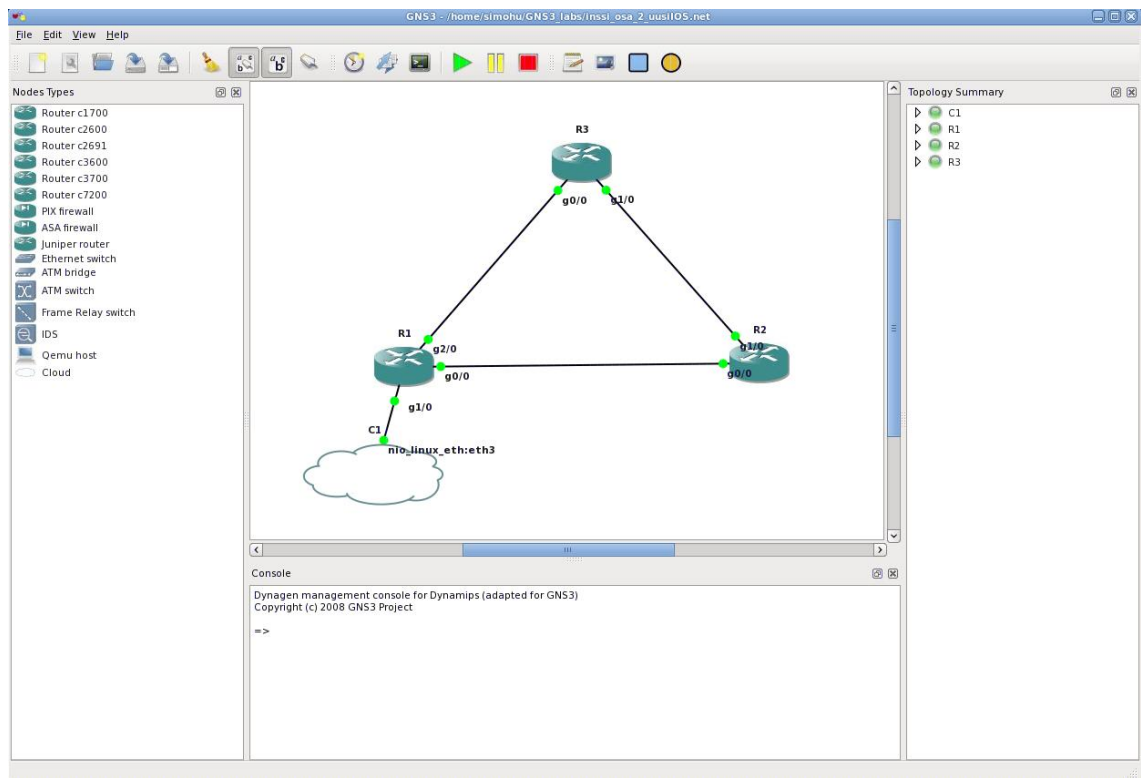 GNS3 - /home/simohu/GNS3_labs/inssi_osa_2_uusiIOS.net
File Edit View Help
Nodes Types
Router c1700
Router c2600
Router c2691
Router c3600
Router c3700
Router c7200
PIX firewall
ASA firewall
Juniper router
Ethernet switch
ATM bridge
ATM switch
Frame Relay switch
IDS
Qemu host
Cloud
R3
g0/0 g1/0
R1
g2/0
g0/0
g1/0
R2
g1/0
g0/0
C1
nio_linux_eth:eth3
Console
Dynagen management console for Dynamips (adapted for GNS3)
Copyright (c) 2008 GNS3 Project
=>
Topology Summary
C1
R1
R2
R3